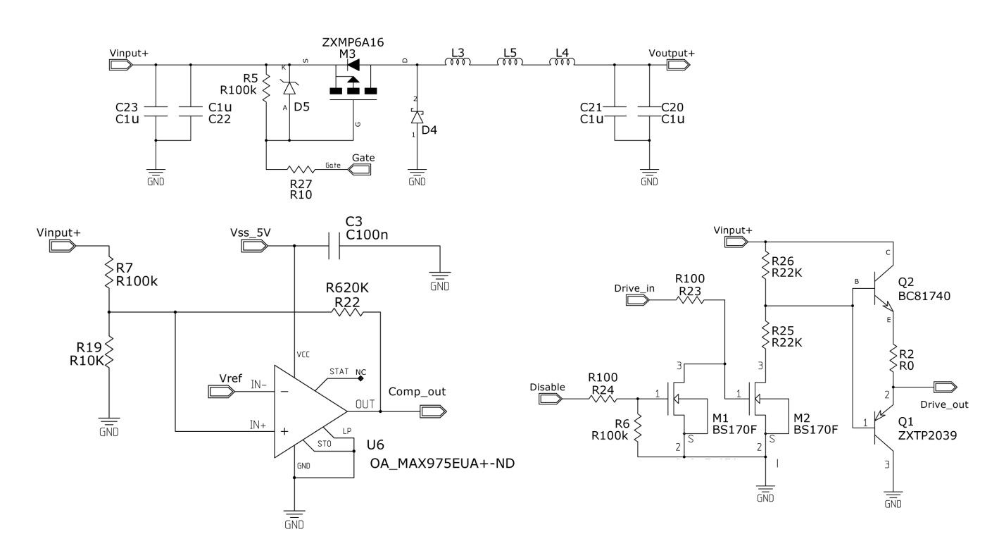 ZXMP6A16
M3
Vinput+
S
D
L3
L5
L4
Voutput+
K
R5
R100k
A
D5
G
C23
C1u
C1u
C22
2
1
D4
C21
C1u
C20
C1u
Gate
Gate
R27
R10
GND
GND
GND
Vinput+
R7
R100k
Vss_5V
C3
C100n
GND
R620K
R22
R19
R10K
GND
VCC
STAT
NC
Vref
IN-
OUT
Comp_out
IN+
LP
STO
GND
U6
OA_MAX975EUA+-ND
GND
Vinput+
R26
R22K
C
B
Q2
BC81740
E
R100
R23
Drive_in
R25
R22K
R2
R0
Disable
R100
R24
3
3
1
1
R6
R100k
M1
BS170F
M2
BS170F
S
S
2
2
GND
2
Drive_out
1
Q1
ZXTP2039
3
GND